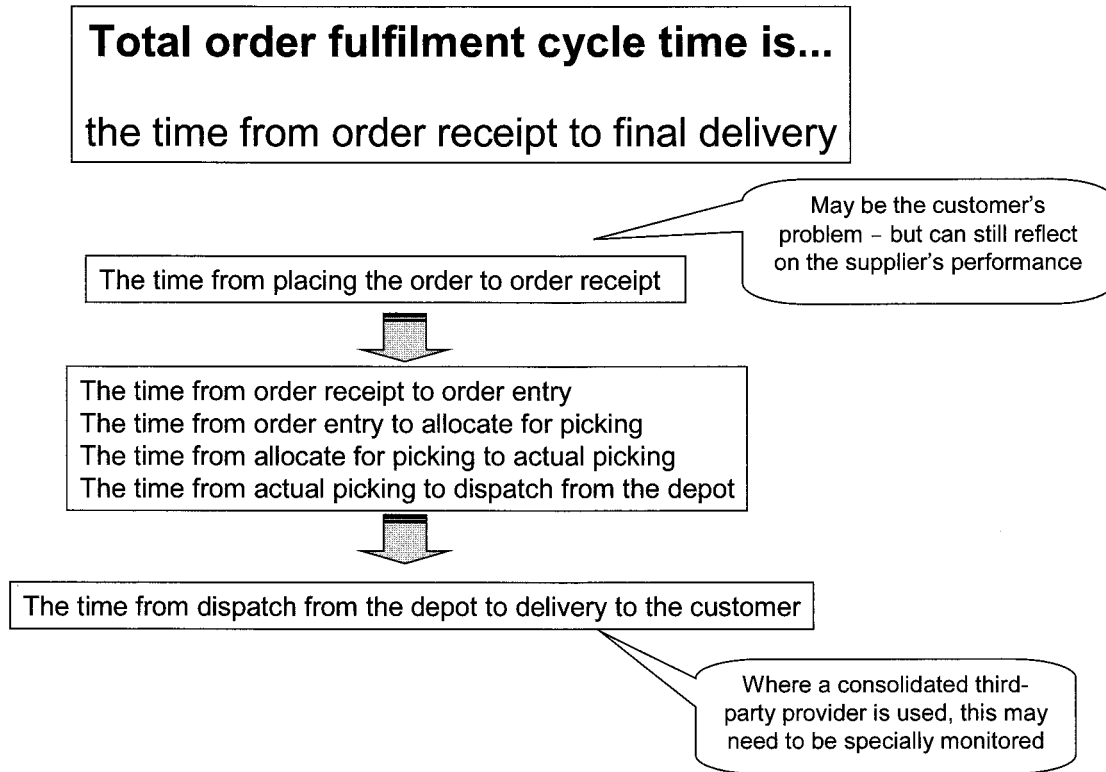 Total order fulfilment cycle time is...
the time from order receipt to final delivery
May be the customer's
problem – but can still reflect
on the supplier's performance
The time from placing the order to order receipt
The time from order receipt to order entry
The time from order entry to allocate for picking
The time from allocate for picking to actual picking
The time from actual picking to dispatch from the depot
The time from dispatch from the depot to delivery to the customer
Where a consolidated third-
party provider is used, this may
need to be specially monitored